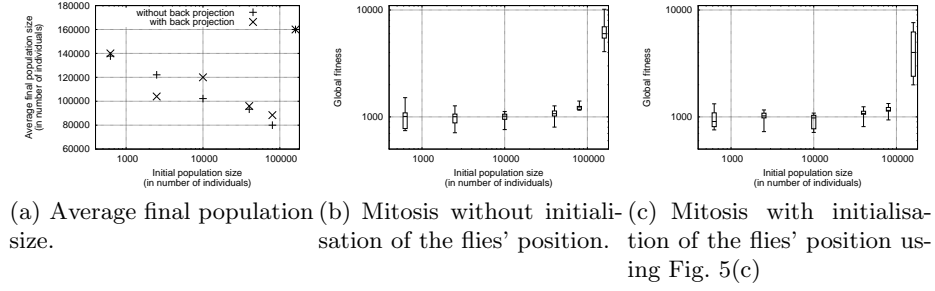 180000
160000
140000
120000
100000
80000
60000
1000
10000
100000
Average final population size
(in number of individuals)
Initial population size
(in number of individuals)
without back projection
with back projection
10000
1000
1000
10000
100000
Global fitness
Initial population size
(in number of individuals)
10000
1000
1000
10000
100000
Global fitness
Initial population size
(in number of individuals)
(a) Average final population
size.
(b) Mitosis without initiali-
sation of the flies' position.
(c) Mitosis with initialisa-
tion of the flies' position us-
ing Fig. 5(c)